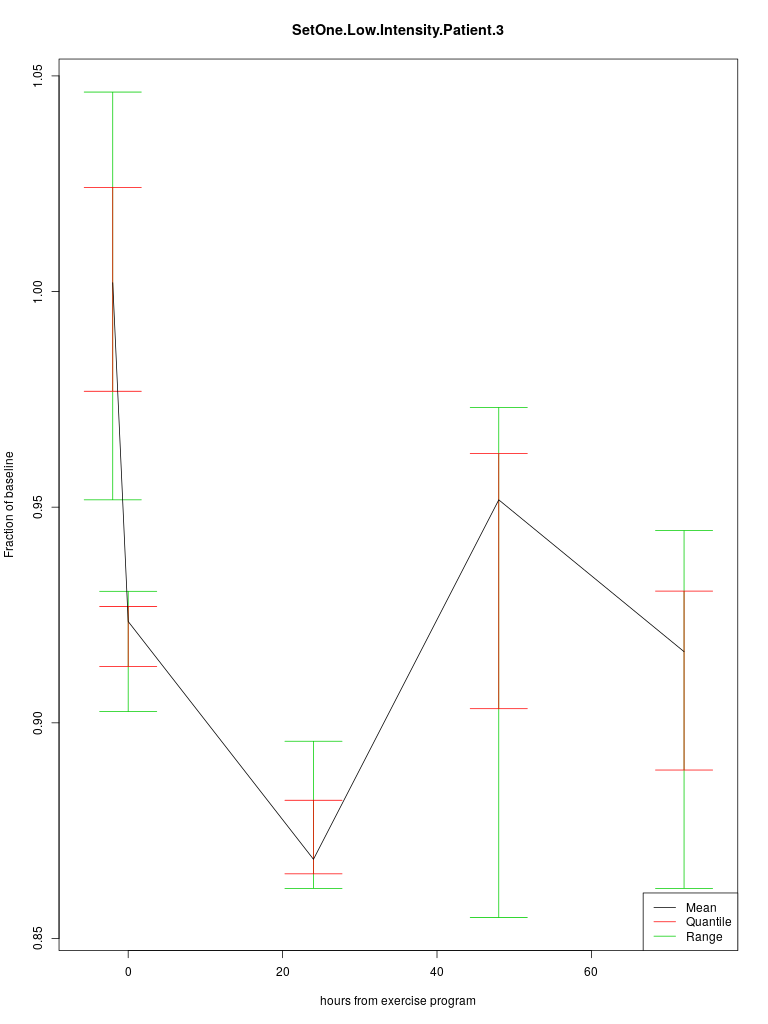 SetOne.Low.Intensity.Patient.3
1.05
1.00
0.95
0.90
0.85
Fraction of baseline
0 20 40 60
hours from exercise program
Mean
Quantile
Range